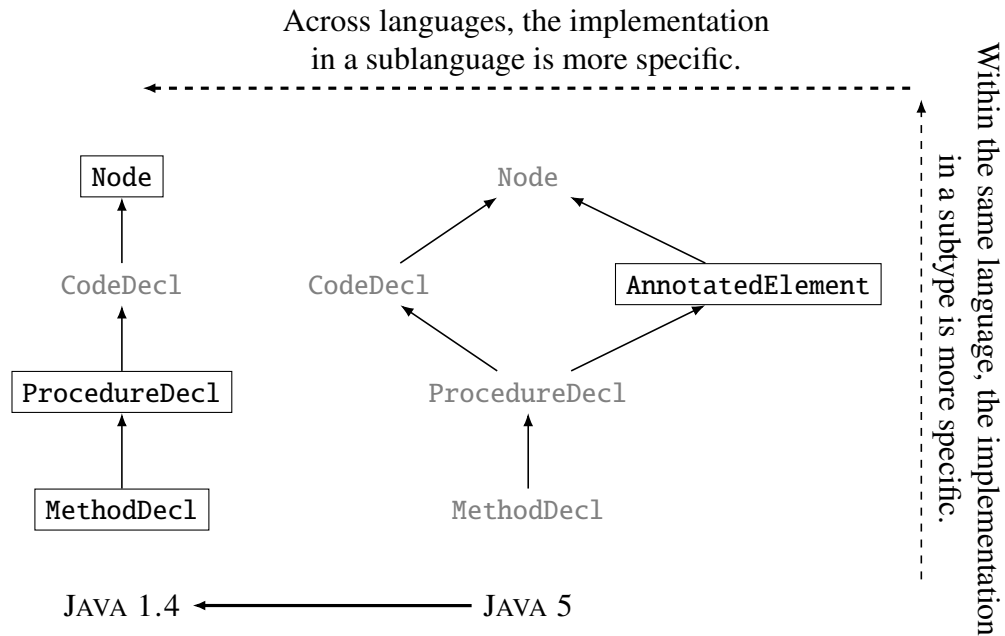 Across languages, the implementation
in a sublanguage is more specific.
Within the same language, the implementation
in a subtype is more specific.
Node
Node
CodeDecl
CodeDecl
AnnotatedElement
ProcedureDecl
ProcedureDecl
MethodDecl
MethodDecl
JAVA 1.4
JAVA 5